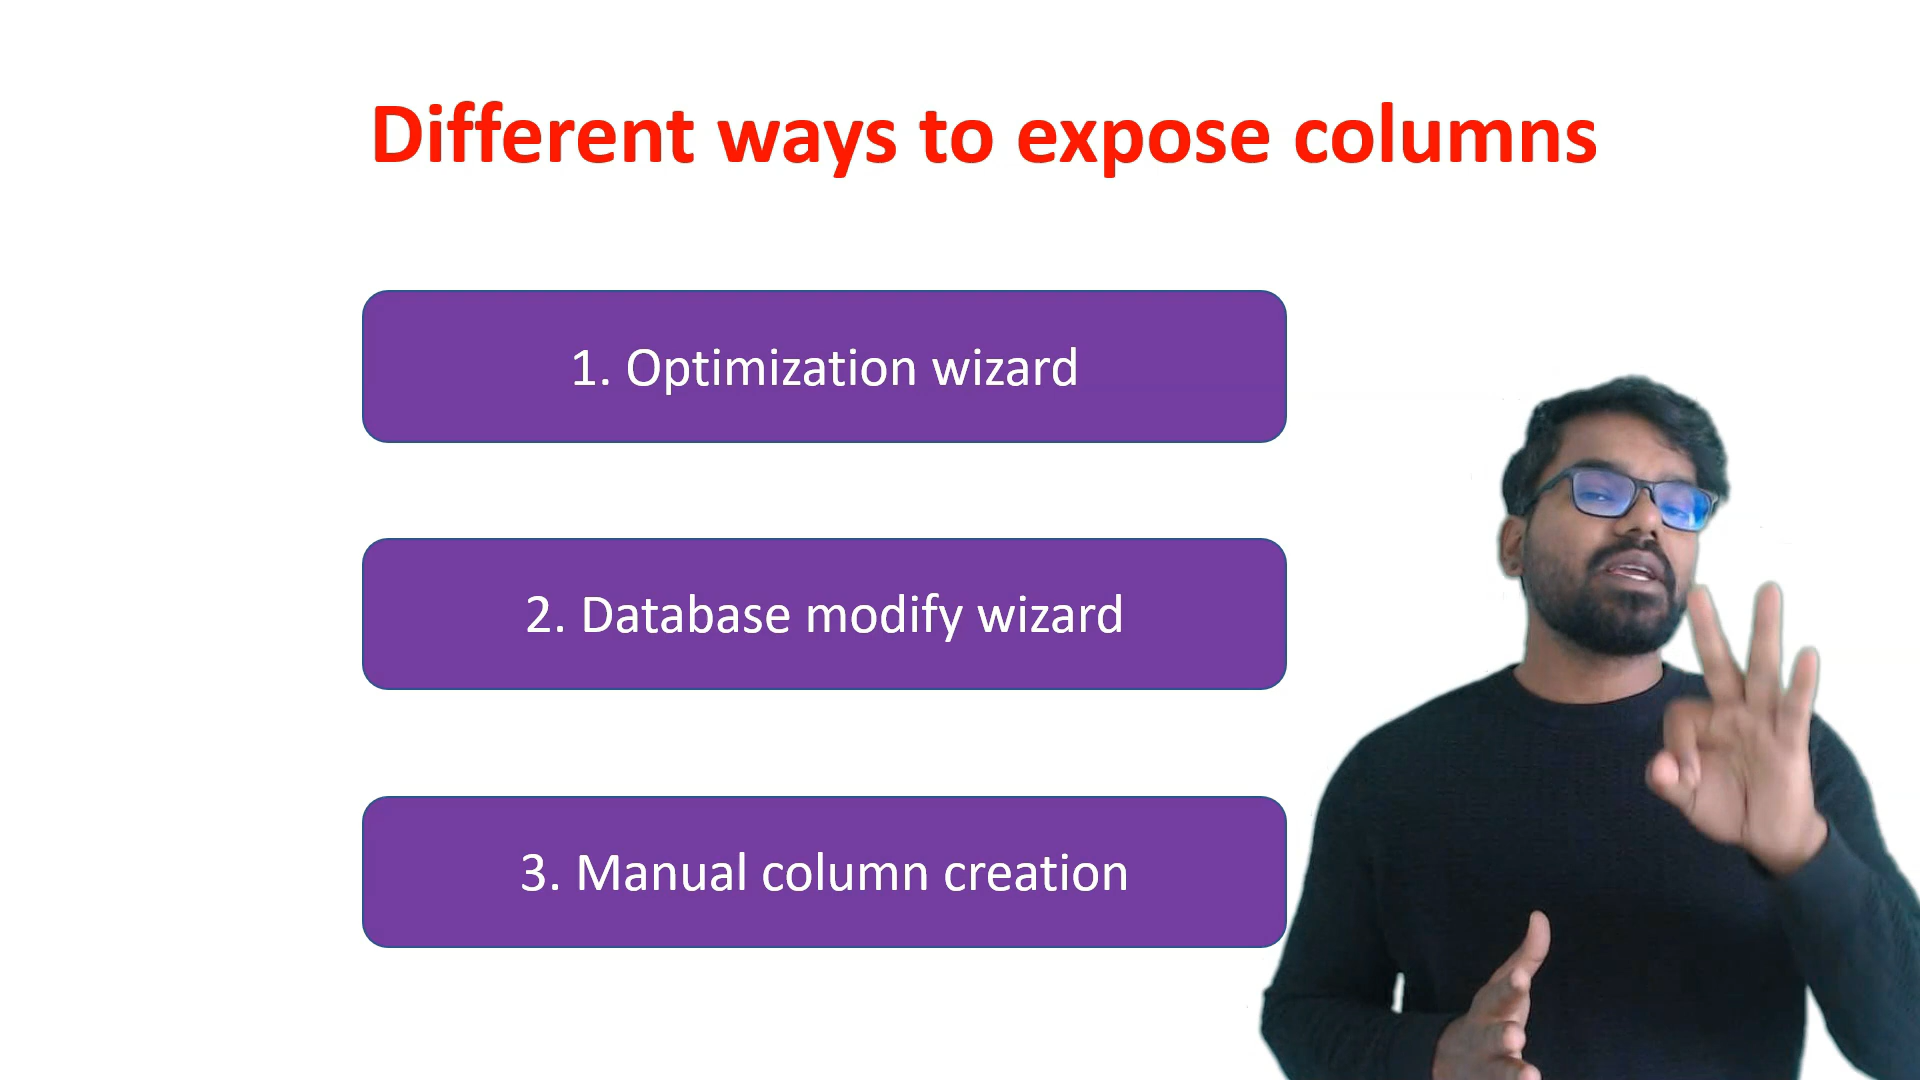 Different ways to expose columns
1. Optimization wizard
2. Database modify wizard
3. Manual column creation